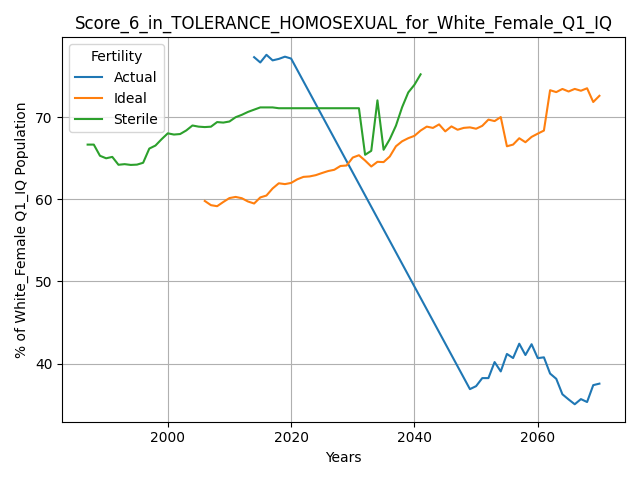 Score_6_in_TOLERANCE_HOMOSEXUAL_for_White_Female_Q1_IQ
Fertility
Actual
Ideal
Sterile
% of White_Female Q1_IQ Population
70
60
50
40
2000
2020
2040
2060
Years